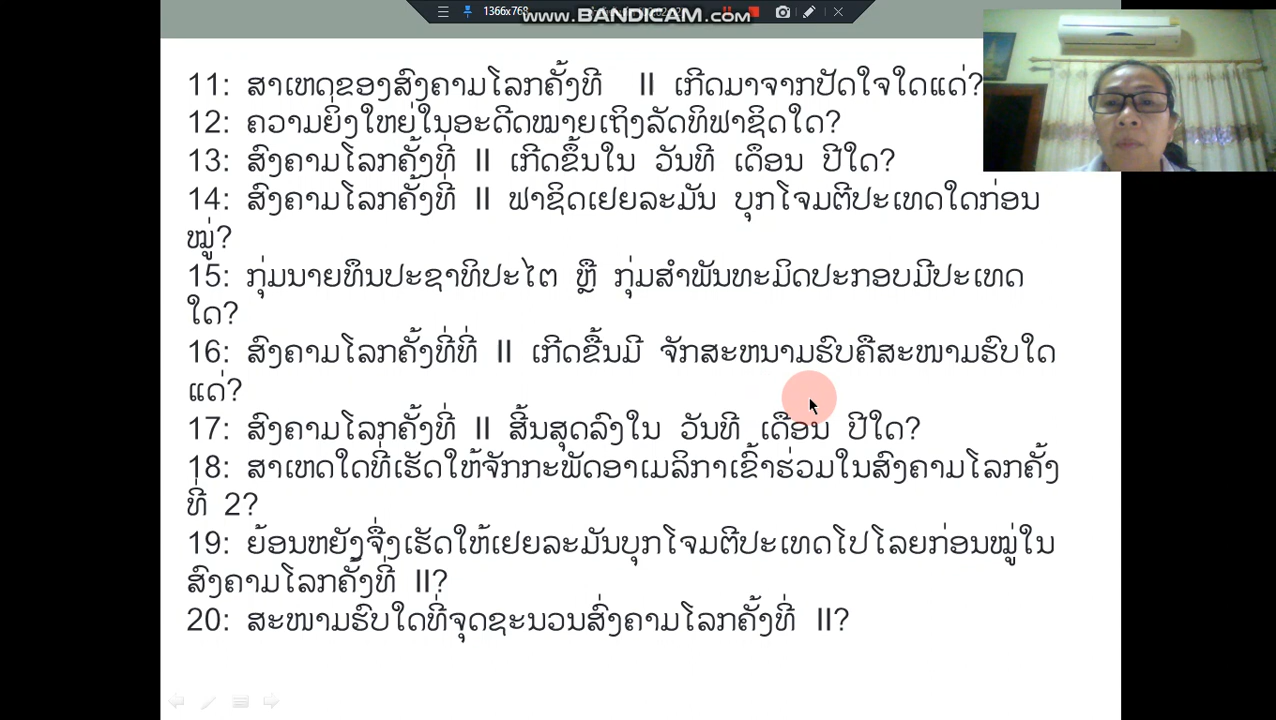 1366x768
www.BANDICAM.com
11: ສາເຫດຂອງສົງຄາມໂລກຄັ້ງທີ II ເກີດມາຈາກປັດໃຈໃດແດ່?
12: ຄວາມຍິ່ງໃຫຍ່ໃນອະດີດໝາຍເຖິງລັດທິຟາຊິດໃດ?
13: ສົງຄາມໂລກຄັ້ງທີ່ II ເກີດຂຶ້ນໃນ ວັນທີ ເດຶອນ ປີໃດ?
14: ສົງຄາມໂລກຄັ້ງທີ່ II ຟາຊິດເຢຍລະມັນ ບຸກໂຈມຕີປະເທດໃດກ່ອນ
ໝູ່?
15: ກຸ່ມນາຍທຶນປະຊາທິປະໄຕ ຫຼື ກຸ່ມສຳພັນທະມິດປະກອບມີປະເທດ
ໃດ?
16: ສົງຄາມໂລກຄັ້ງທີ່ທີ່ II ເກີດຂື້ນມີ ຈັກສະຫນາມຮົບຄືສະໜາມຮົບໃດ
ແດ່?
17: ສົງຄາມໂລກຄັ້ງທີ່ II ສິ້ນສຸດລົງໃນ ວັນທີ ເດືອນ ປີໃດ?
18: ສາເຫດໃດທີ່ເຮັດໃຫ້ຈັກກະພັດອາເມລິກາເຂົ້າຮ່ວມໃນສົງຄາມໂລກຄັ້ງ
ທີ່ 2?
19: ຍ້ອນຫຍັງຈຶ່ງເຮັດໃຫ້ເຢຍລະມັນບຸກໂຈມຕີປະເທດໂປໂລຍກ່ອນໝູ່ໃນ
ສົງຄາມໂລກຄັ້ງທີ່ II?
20: ສະໜາມຮົບໃດທີ່ຈຸດຊະນວນສົ່ງຄາມໂລກຄັ້ງທີ່ II?